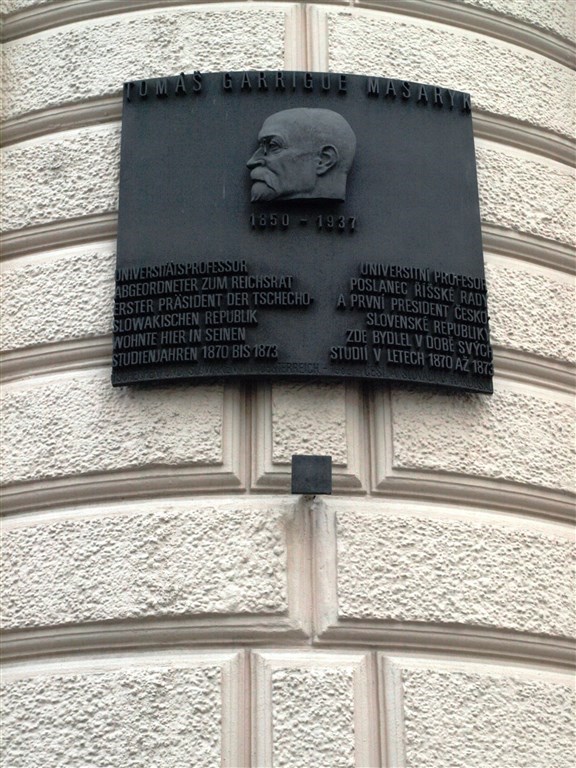 TOMÁŠ GARRIGUE MASARYK
1850 - 1937
UNIVERSITÄTSPROFESSOR
ABGEORDNETER ZUM REICHSRAT
ERSTER PRÄSIDENT DER TSCHECHO-
SLOWAKISCHEN REPUBLIK
WOHNTE HIER IN SEINEN
STUDIENJAHREN 1870 BIS 1873
UNIVERSITNÍ PROFESOR
POSLANEC ŘÍŠSKÉ RADY
A PRVNÍ PRESIDENT ČESKO-
SLOVENSKÉ REPUBLIKY
ZDE BYDLEL V DOBĚ SVÝCH
STUDIÍ V LETECH 1870 AŽ 1873